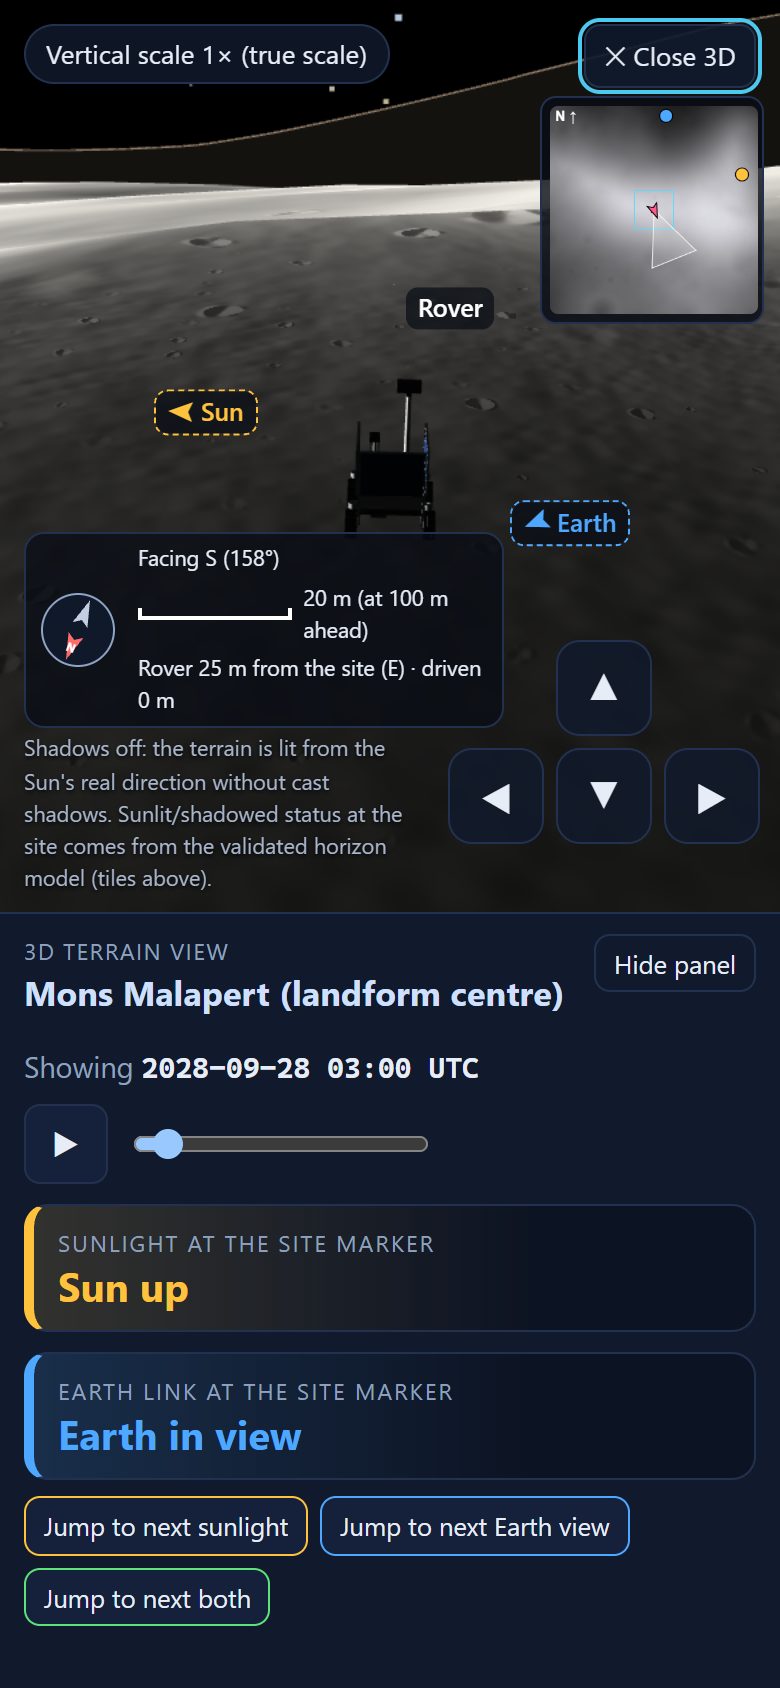 Vertical scale 1× (true scale)
Close 3D
N ↑
Rover
Sun
Earth
Facing S (158°)
20 m (at 100 m
ahead)
N
Rover 25 m from the site (E) · driven
0 m
Shadows off: the terrain is lit from the
Sun's real direction without cast
shadows. Sunlit/shadowed status at the
site comes from the validated horizon
model (tiles above).
3D TERRAIN VIEW
Mons Malapert (landform centre)
Hide panel
Showing 2028−09−28 03:00 UTC
SUNLIGHT AT THE SITE MARKER
Sun up
EARTH LINK AT THE SITE MARKER
Earth in view
Jump to next sunlight
Jump to next Earth view
Jump to next both